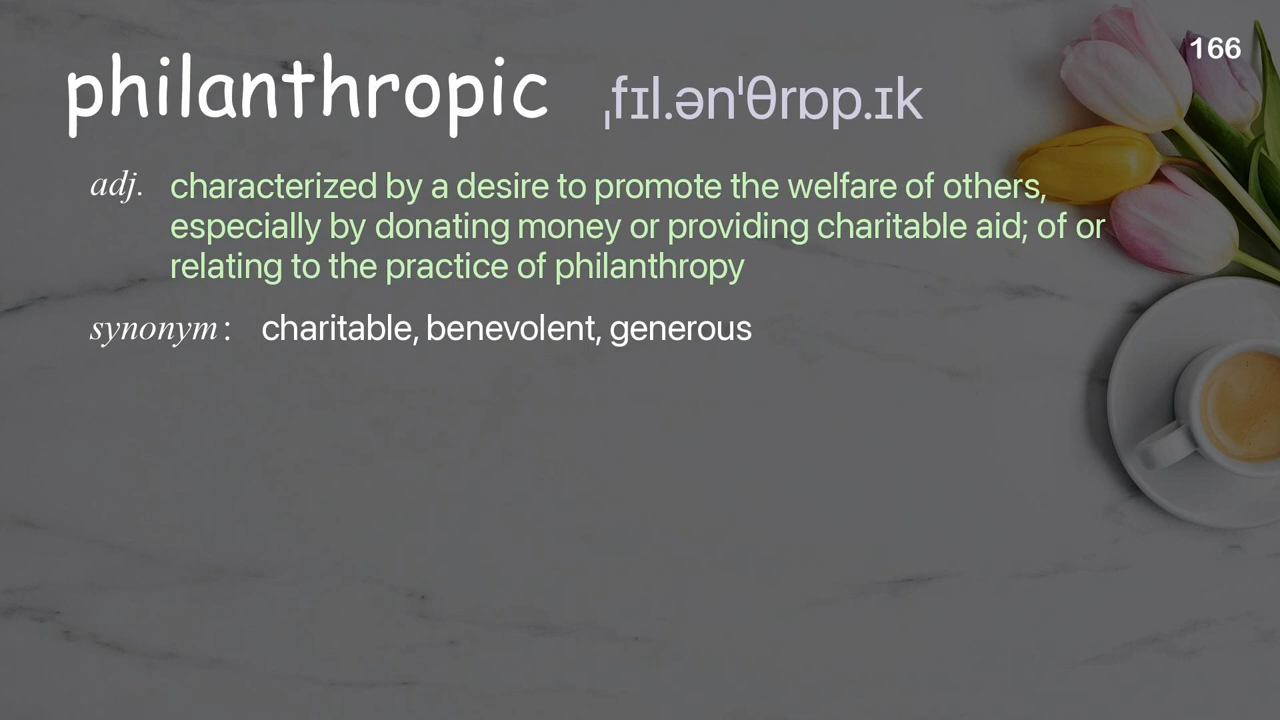 166
philanthropic ˌfɪl.ənˈθrɒp.ɪk
adj. characterized by a desire to promote the welfare of others,
especially by donating money or providing charitable aid; of or
relating to the practice of philanthropy
synonym: charitable, benevolent, generous